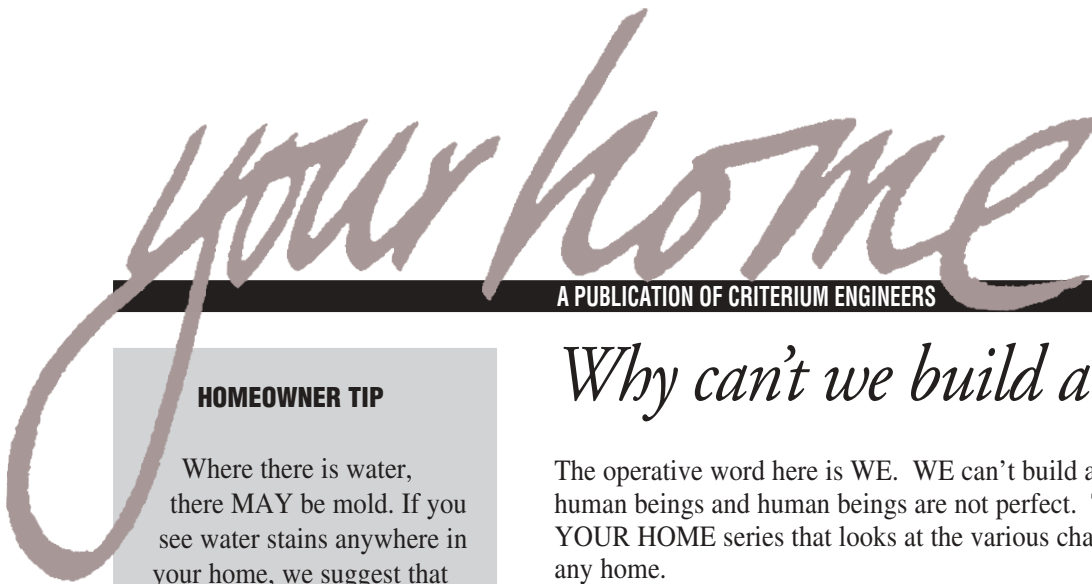 your home
A PUBLICATION OF CRITERIUM ENGINEERS
HOMEOWNER TIP
Where there is water,
there MAY be mold. If you
see water stains anywhere in
your home, we suggest that
Why can't we build a
The operative word here is WE. WE can't build a
human beings and human beings are not perfect.
YOUR HOME series that looks at the various cha
any home.